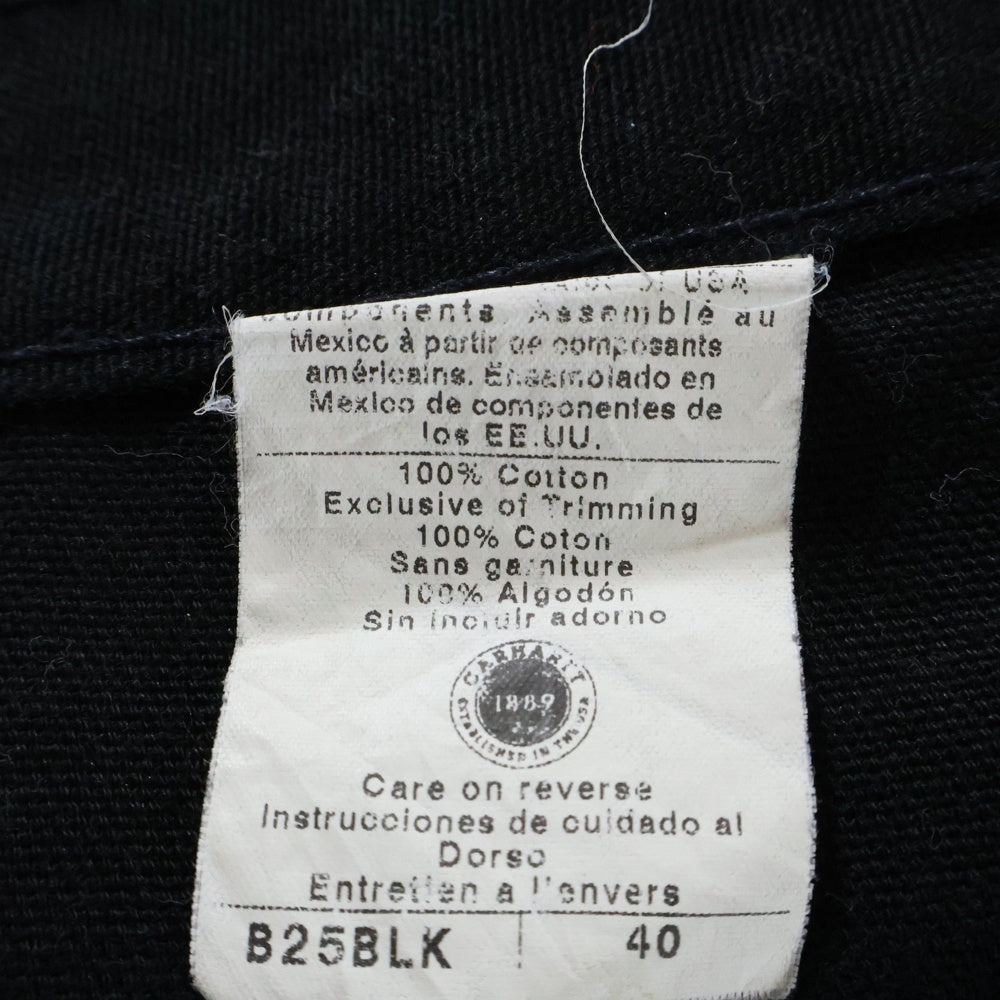 of USA
components. Assemblé au
Mexico à partir de composants
américains. Ensamblado en
Mexico de componentes de
los EE.UU.
100% Cotton
Exclusive of Trimming
100% Coton
Sans garniture
100% Algodón
Sin incluir adorno
CARHARTT
1889
ESTABLISHED IN THE USA
Care on reverse
Instrucciones de cuidado al
Dorso
Entretien a l'envers
B25BLK 40